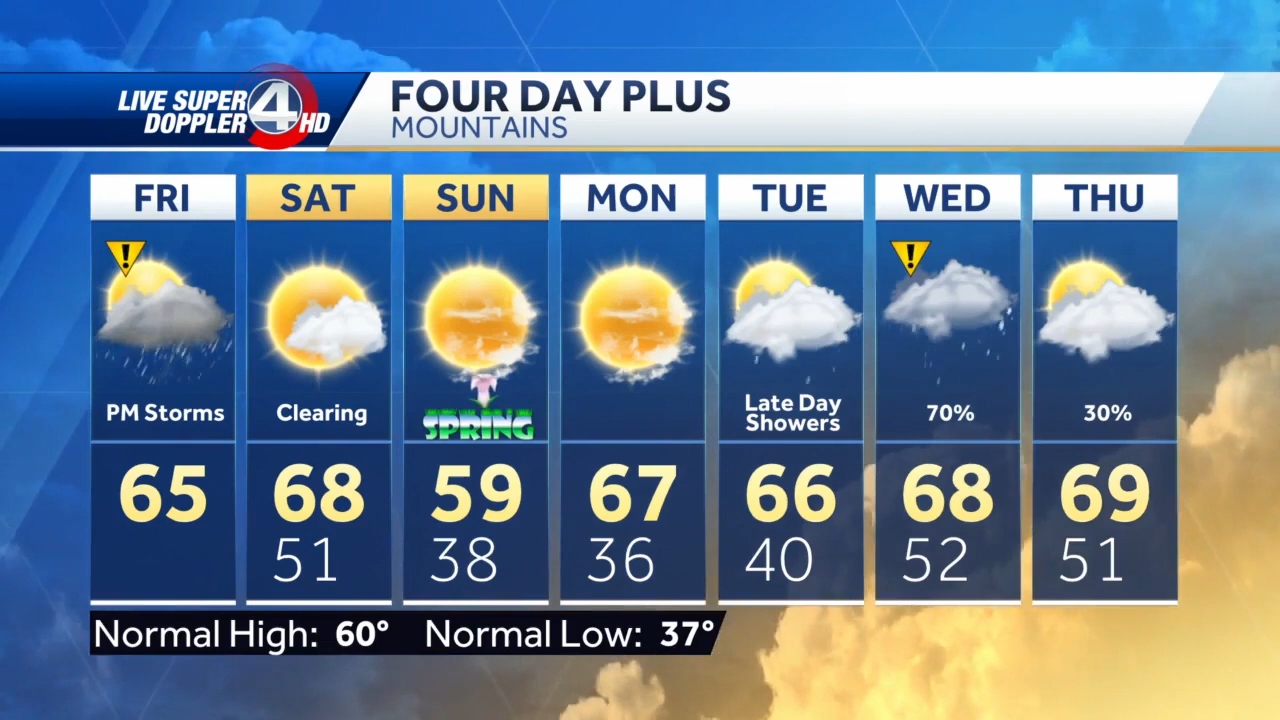 LIVE SUPER
DOPPLER 4 HD
FOUR DAY PLUS
MOUNTAINS
FRI SAT SUN MON TUE WED THU
! !
PM Storms Clearing SPRING Late Day Showers 70% 30%
65 68 59 67 66 68 69
51 38 36 40 52 51
Normal High: 60° Normal Low: 37°